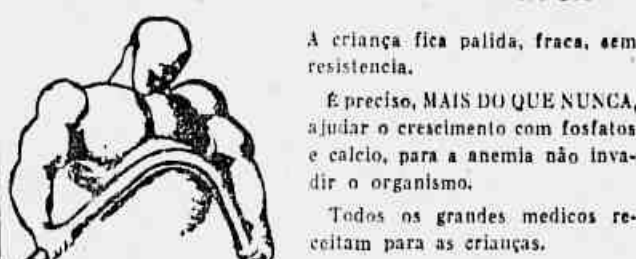 A criança fica palida, fraca, sem
resistencia.
É preciso, MAIS DO QUE NUNCA,
ajudar o crescimento com fosfatos
e calcio, para a anemia não inva-
dir o organismo.
Todos os grandes medicos re-
ceitam para as crianças.